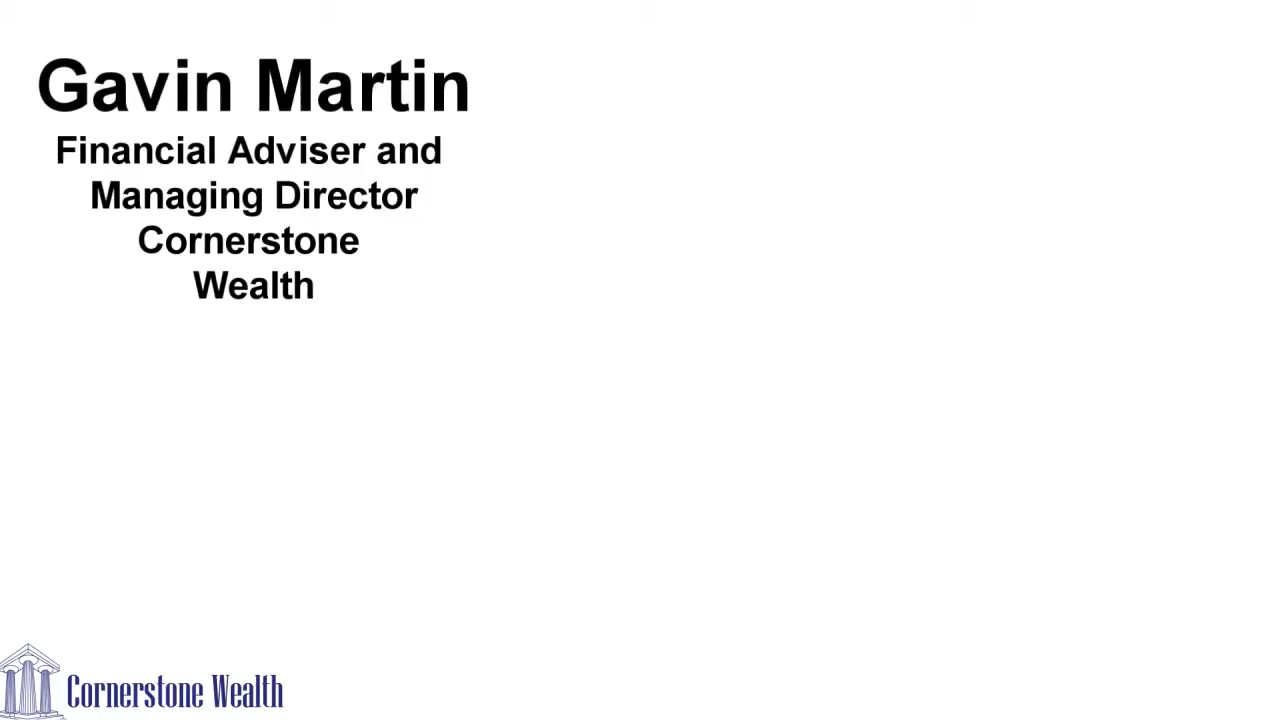 Gavin Martin
Financial Adviser and
Managing Director
Cornerstone
Wealth
Cornerstone Wealth